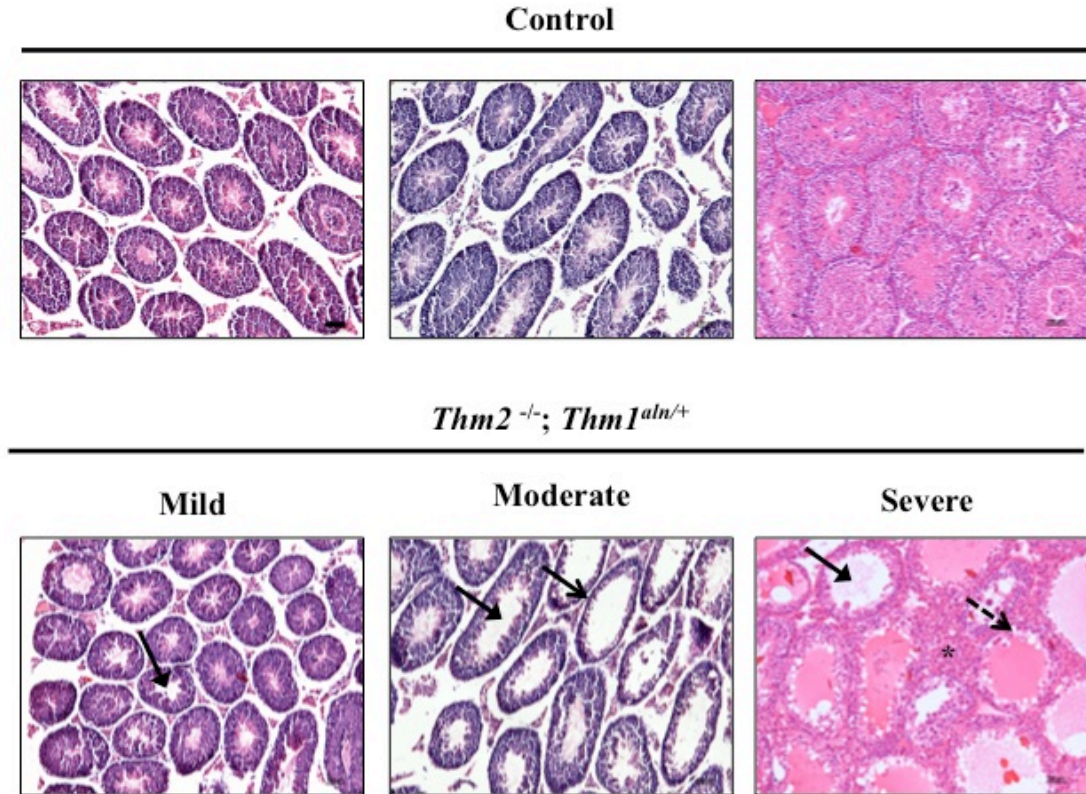 Control
Thm2 -/-; Thm1aln/+
Mild
Moderate
Severe
*